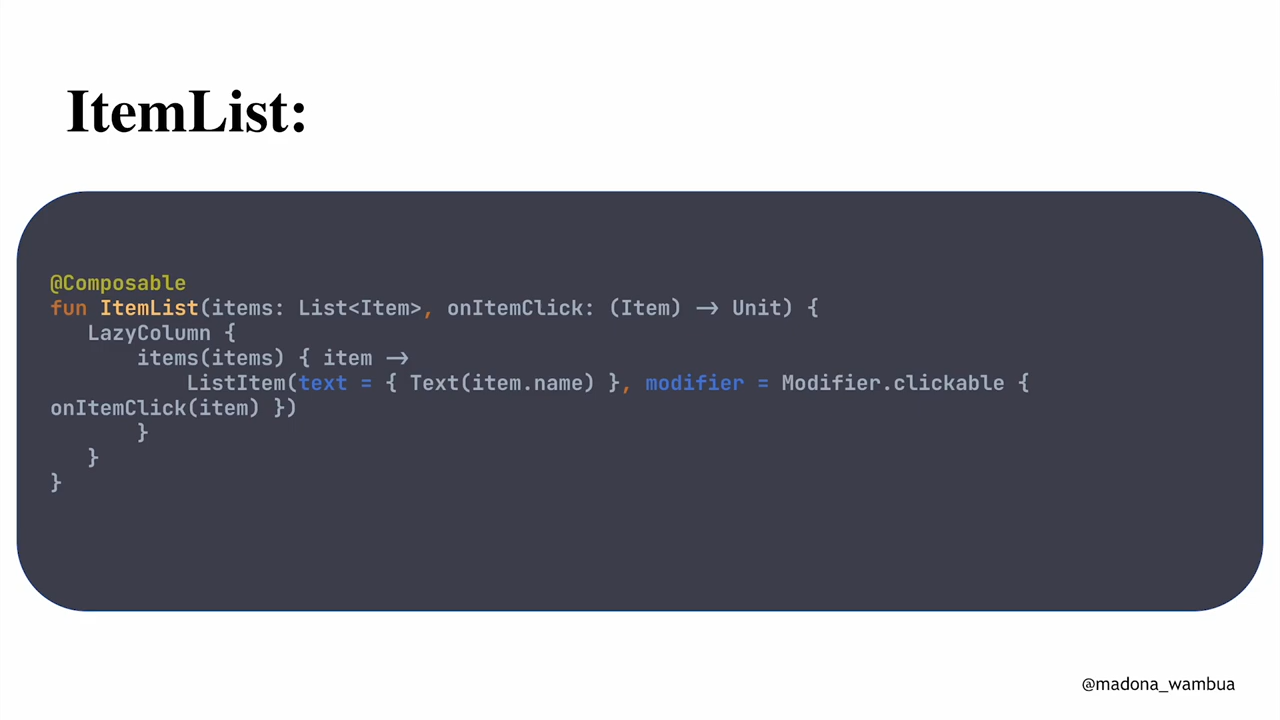 ItemList:
@Composable
fun ItemList(items: List<Item>, onItemClick: (Item) -> Unit) {
   LazyColumn {
       items(items) { item ->
           ListItem(text = { Text(item.name) }, modifier = Modifier.clickable {
onItemClick(item) })
       }
   }
}
@madona_wambua